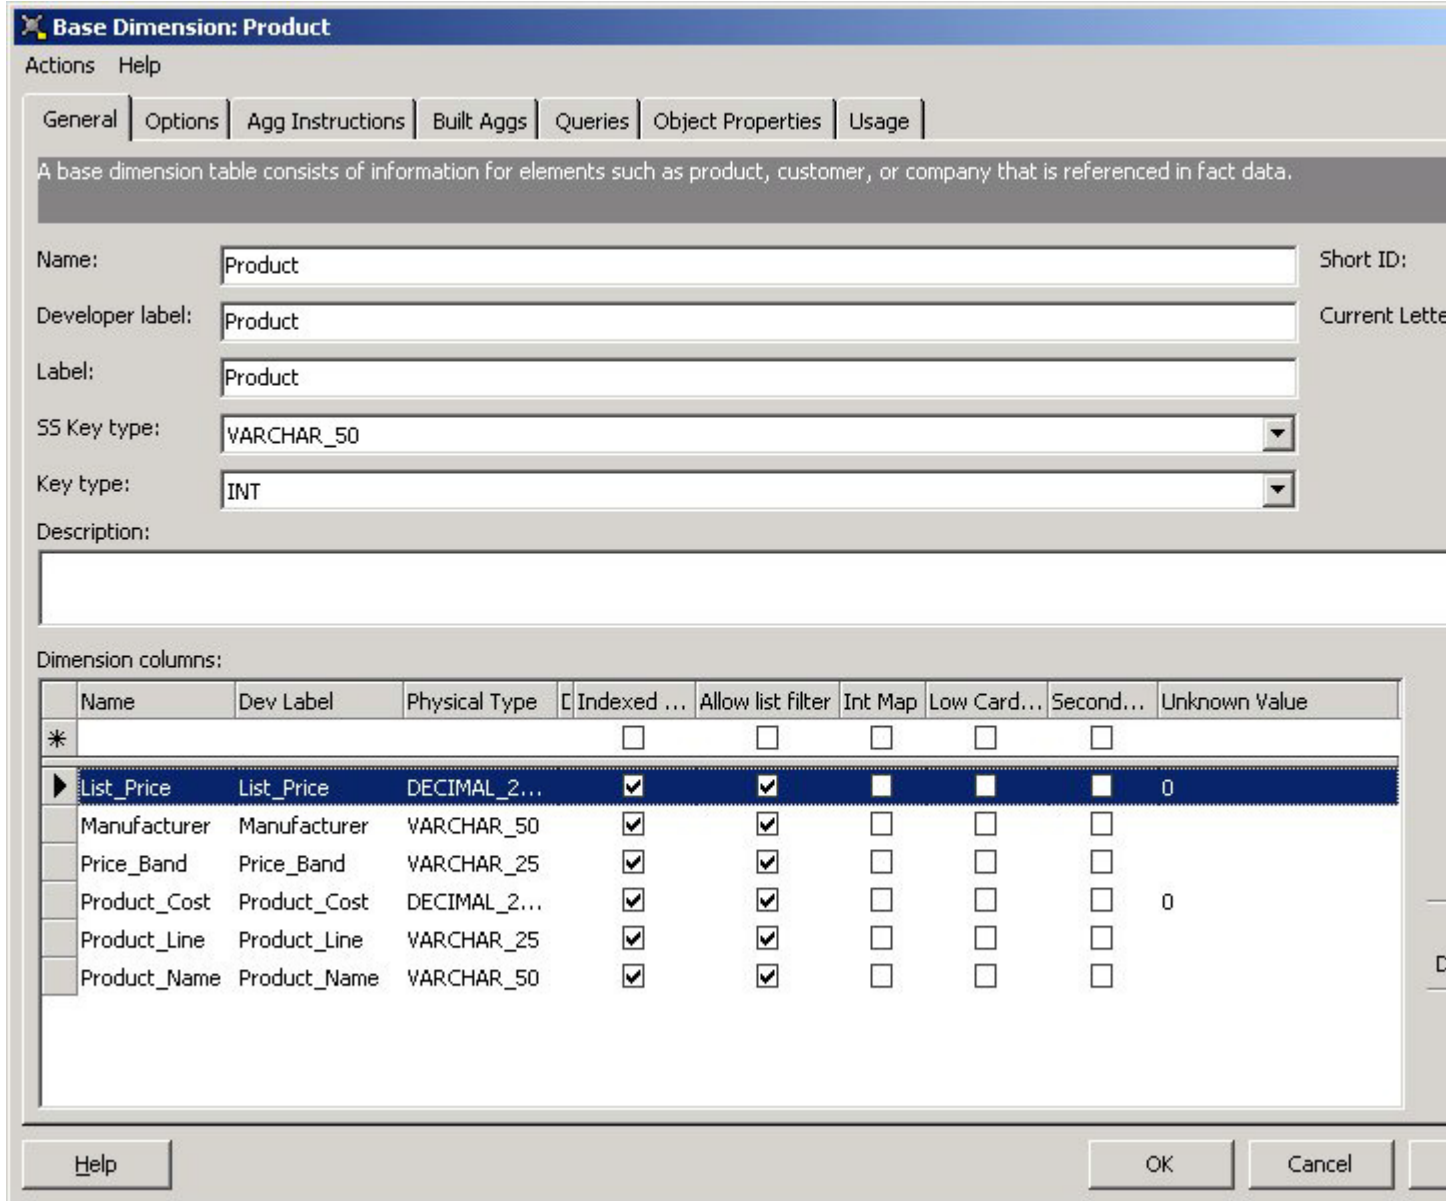 Base Dimension: Product
Actions Help
General Options Agg Instructions Built Aggs Queries Object Properties Usage
A base dimension table consists of information for elements such as product, customer, or company that is referenced in fact data.
Name: Product Short ID:
Developer label: Product Current Lette
Label: Product
SS Key type: VARCHAR_50
Key type: INT
Description:
Dimension columns:
Name Dev Label Physical Type D Indexed ... Allow list filter Int Map Low Card... Second... Unknown Value
List_Price List_Price DECIMAL_2... 0
Manufacturer Manufacturer VARCHAR_50
Price_Band Price_Band VARCHAR_25
Product_Cost Product_Cost DECIMAL_2... 0
Product_Line Product_Line VARCHAR_25
D
Product_Name Product_Name VARCHAR_50
Help OK Cancel